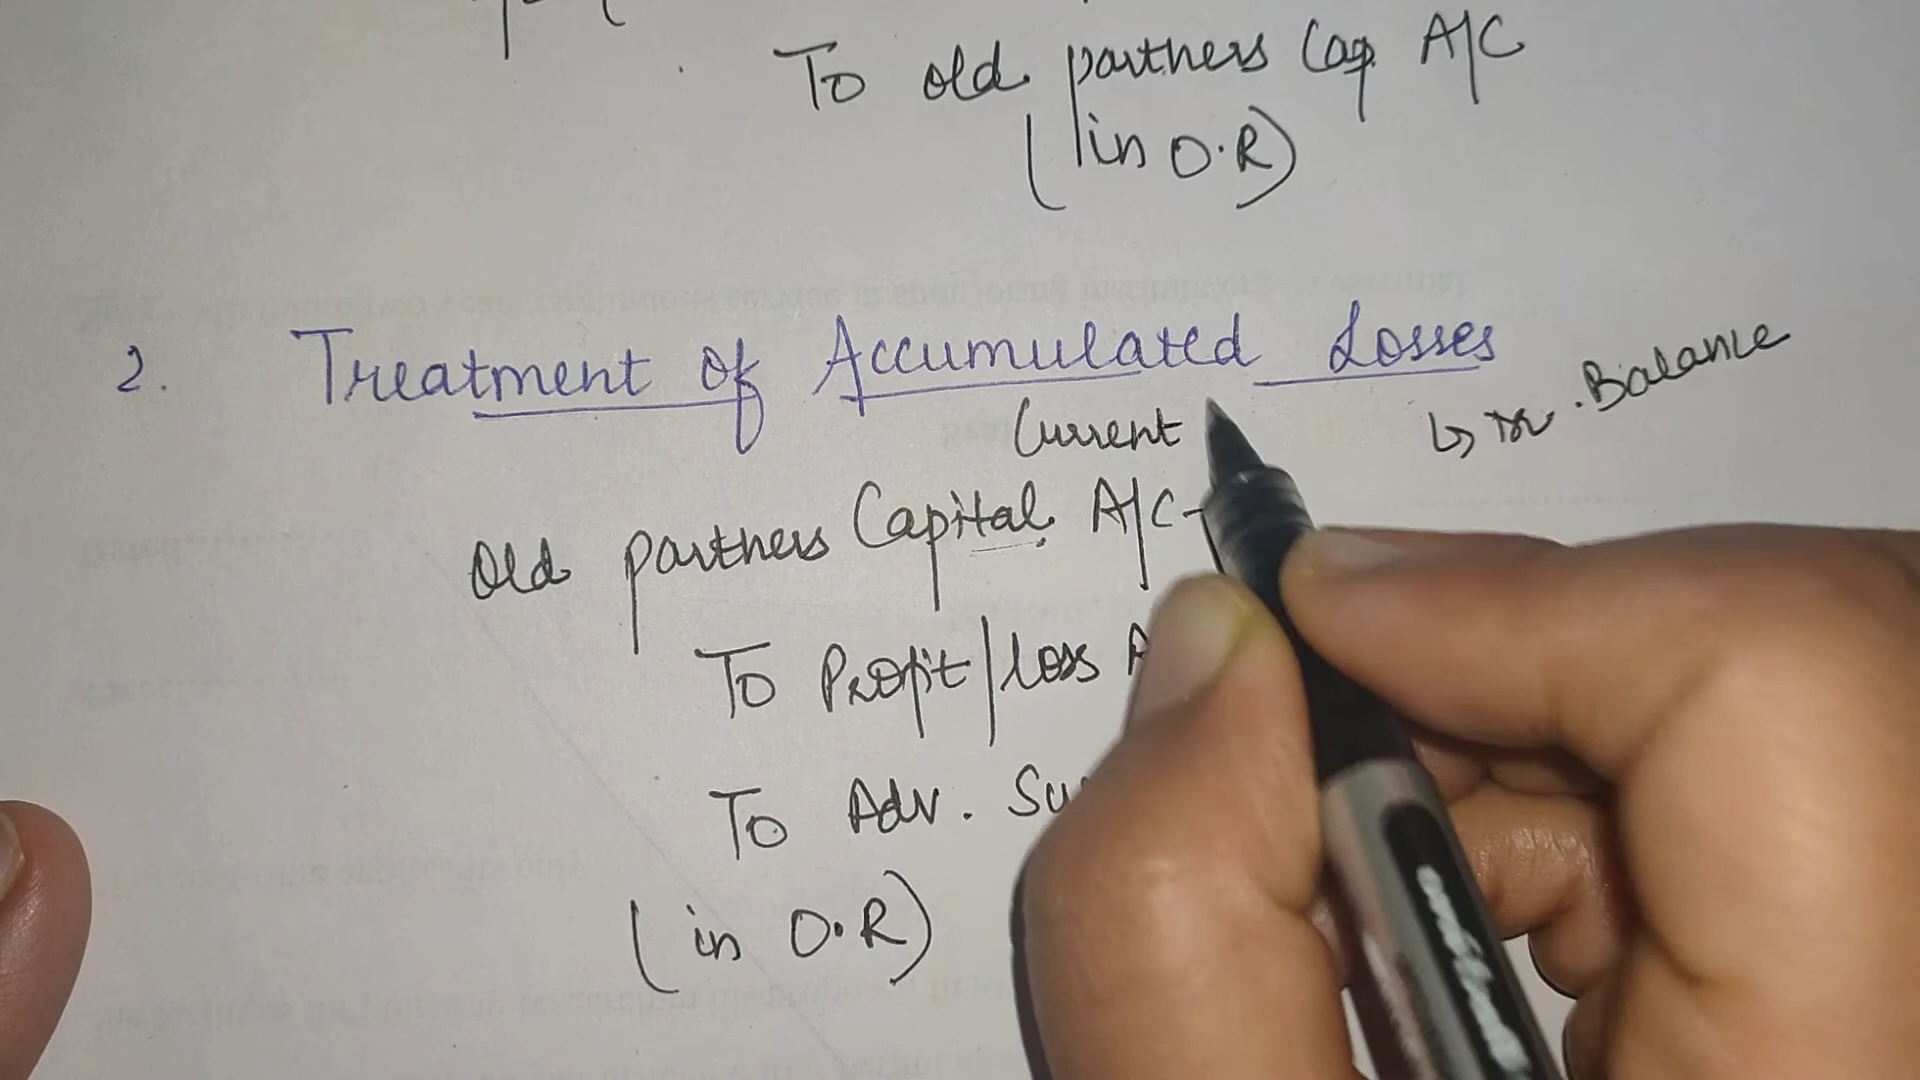 To old partners Cap A/C
(in O.R)
2. Treatment of Accumulated Losses
↳ Dr. Balance
Current
Old partners Capital A/C
To Profit/loss A
To Adv. Su
(in O.R)